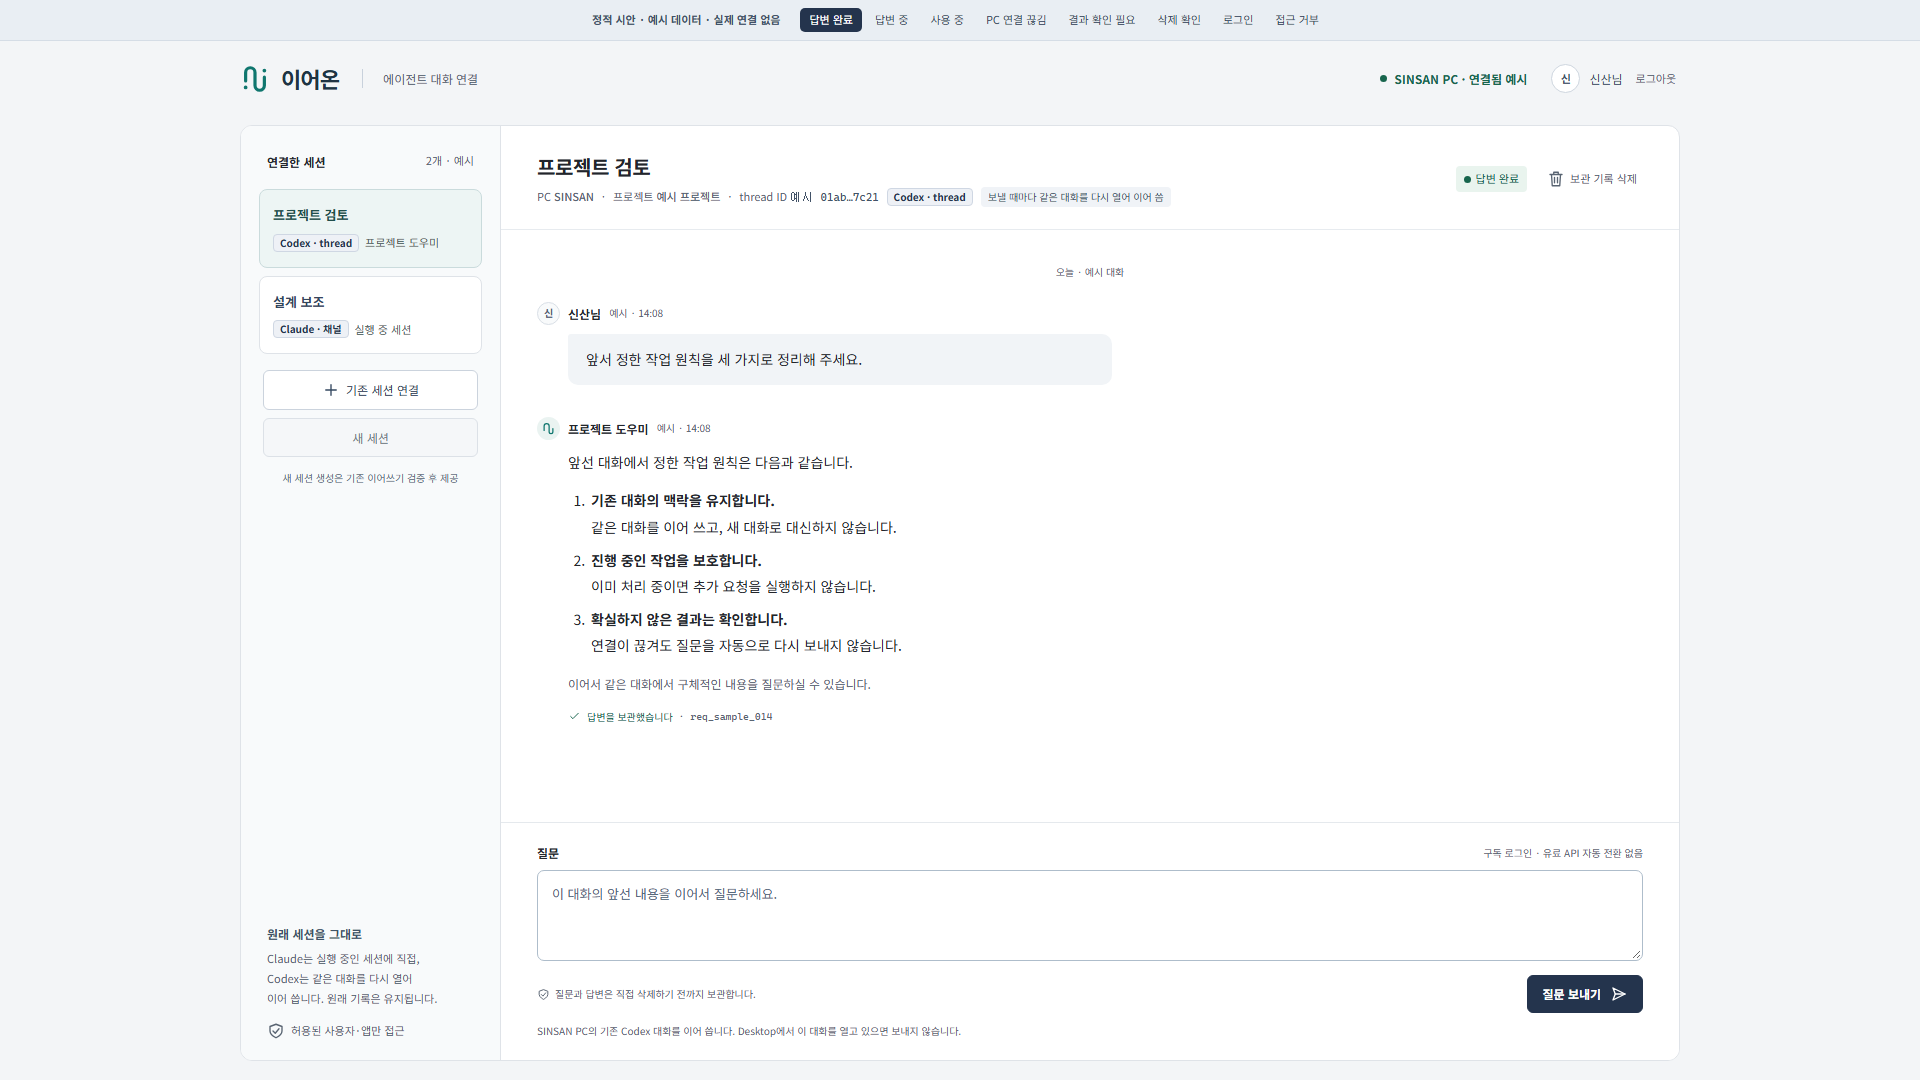 정적 시안 · 예시 데이터 · 실제 연결 없음
답변 완료
답변 중
사용 중
PC 연결 끊김
결과 확인 필요
삭제 확인
로그인
접근 거부
이어온
에이전트 대화 연결
SINSAN PC · 연결됨 예시
신
신산님
로그아웃
연결한 세션
2개 · 예시
프로젝트 검토
Codex · thread 프로젝트 도우미
설계 보조
Claude · 채널 실행 중 세션
기존 세션 연결
새 세션
새 세션 생성은 기존 이어쓰기 검증 후 제공
원래 세션을 그대로
Claude는 실행 중인 세션에 직접,
Codex는 같은 대화를 다시 열어
이어 씁니다. 원래 기록은 유지됩니다.
허용된 사용자·앱만 접근
프로젝트 검토
PC SINSAN · 프로젝트 예시 프로젝트 · thread ID 예시 01ab…7c21 Codex · thread 보낼 때마다 같은 대화를 다시 열어 이어 씀
답변 완료
보관 기록 삭제
오늘 · 예시 대화
신 신산님 예시 · 14:08
앞서 정한 작업 원칙을 세 가지로 정리해 주세요.
프로젝트 도우미 예시 · 14:08
앞선 대화에서 정한 작업 원칙은 다음과 같습니다.
1. 기존 대화의 맥락을 유지합니다.
같은 대화를 이어 쓰고, 새 대화로 대신하지 않습니다.
2. 진행 중인 작업을 보호합니다.
이미 처리 중이면 추가 요청을 실행하지 않습니다.
3. 확실하지 않은 결과는 확인합니다.
연결이 끊겨도 질문을 자동으로 다시 보내지 않습니다.
이어서 같은 대화에서 구체적인 내용을 질문하실 수 있습니다.
답변을 보관했습니다 · req_sample_014
질문
구독 로그인 · 유료 API 자동 전환 없음
이 대화의 앞선 내용을 이어서 질문하세요.
질문과 답변은 직접 삭제하기 전까지 보관합니다.
질문 보내기
SINSAN PC의 기존 Codex 대화를 이어 씁니다. Desktop에서 이 대화를 열고 있으면 보내지 않습니다.